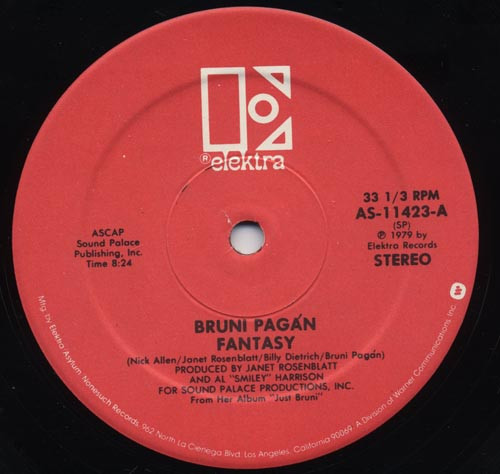 ® elektra
33 1/3 RPM
AS-11423-A
(SP)
℗ 1979 by
Elektra Records
STEREO
ASCAP
Sound Palace
Publishing, Inc.
Time 8:24
BRUNI PAGÁN
FANTASY
(Nick Allen/Janet Rosenblatt/Billy Dietrich/Bruni Pagán)
PRODUCED BY JANET ROSENBLATT
AND AL "SMILEY" HARRISON
FOR SOUND PALACE PRODUCTIONS, INC.
From Her Album "Just Bruni"
Mfg. by Elektra/Asylum/Nonesuch Records, 962 North La Cienega Blvd. Los Angeles, California 90069. A Division of Warner Communications, Inc.